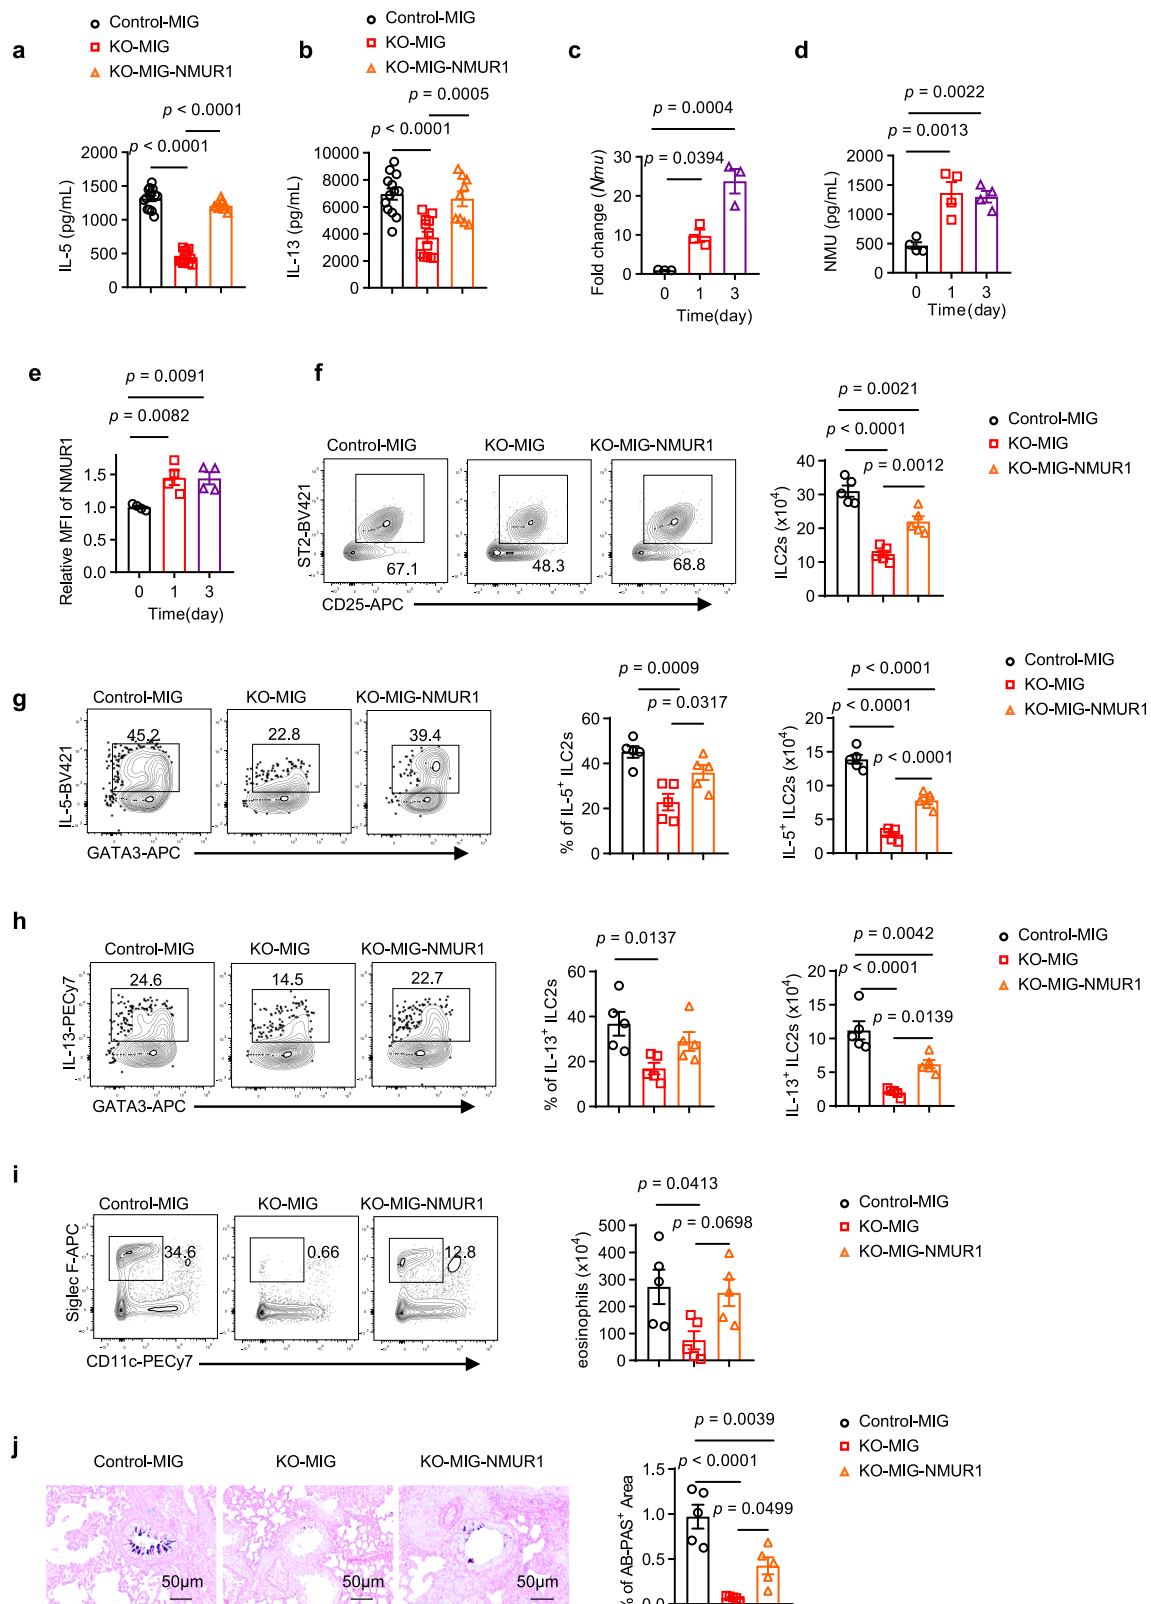 a
Control-MIG
KO-MIG
KO-MIG-NMUR1
p < 0.0001
p < 0.0001
IL-5 (pg/mL)
2000
1500
1000
500
0
b
Control-MIG
KO-MIG
KO-MIG-NMUR1
p = 0.0005
p < 0.0001
IL-13 (pg/mL)
10000
8000
6000
4000
2000
0
c
p = 0.0004
p = 0.0394
Fold change (Nmu)
30
20
10
0
0 1 3
Time(day)
d
p = 0.0022
p = 0.0013
NMU (pg/mL)
2000
1500
1000
500
0
0 1 3
Time(day)
e
p = 0.0091
p = 0.0082
Relative MFI of NMUR1
1.5
1.0
0.5
0.0
0 1 3
Time(day)
f
Control-MIG
KO-MIG
KO-MIG-NMUR1
ST2-BV421
67.1
48.3
68.8
CD25-APC
p = 0.0021
p < 0.0001
p = 0.0012
ILC2s (x10⁴)
40
30
20
10
0
Control-MIG
KO-MIG
KO-MIG-NMUR1
g
Control-MIG
KO-MIG
KO-MIG-NMUR1
IL-5-BV421
45.2
22.8
39.4
GATA3-APC
p = 0.0009
p = 0.0317
% of IL-5⁺ ILC2s
60
40
20
0
p < 0.0001
p < 0.0001
p < 0.0001
IL-5⁺ ILC2s (x10⁴)
20
15
10
5
0
Control-MIG
KO-MIG
KO-MIG-NMUR1
h
Control-MIG
KO-MIG
KO-MIG-NMUR1
IL-13-PECy7
24.6
14.5
22.7
GATA3-APC
p = 0.0137
% of IL-13⁺ ILC2s
60
40
20
0
p = 0.0042
p < 0.0001
p = 0.0139
IL-13⁺ ILC2s (x10⁴)
20
15
10
5
0
Control-MIG
KO-MIG
KO-MIG-NMUR1
i
Control-MIG
KO-MIG
KO-MIG-NMUR1
Siglec F-APC
34.6
0.66
12.8
CD11c-PECy7
p = 0.0413
p = 0.0698
eosinophils (x10⁴)
500
400
300
200
100
0
Control-MIG
KO-MIG
KO-MIG-NMUR1
j
Control-MIG
KO-MIG
KO-MIG-NMUR1
50μm
50μm
50μm
p = 0.0039
p < 0.0001
p = 0.0499
% of AB-PAS⁺ Area
1.5
1.0
0.5
0.0
Control-MIG
KO-MIG
KO-MIG-NMUR1